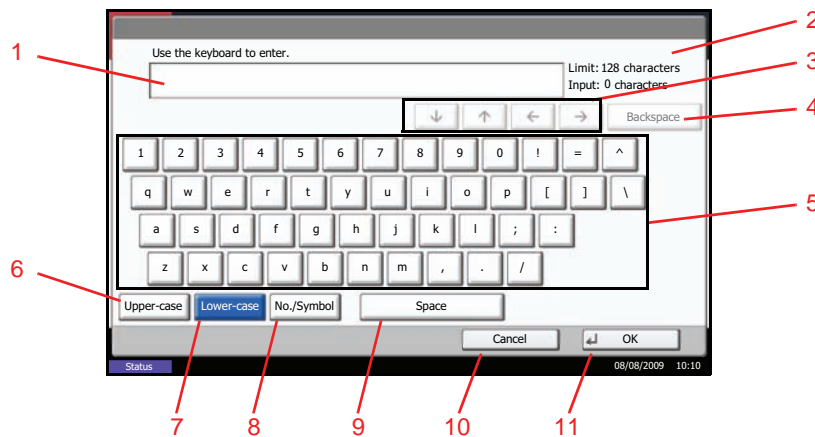 2
Use the keyboard to enter.
1
Limit: 128 characters
3
Input: 0 characters
Backspace
4
1 2 3 4 5 6 7 8 9 0 ! = ^
q w e r t y u i o p [ ] \
5
a s d f g h j k l ; :
z x c v b n m , . /
6
Upper-case Lower-case No./Symbol Space
Cancel OK
Status 08/08/2009 10:10
7 8 9 10 11